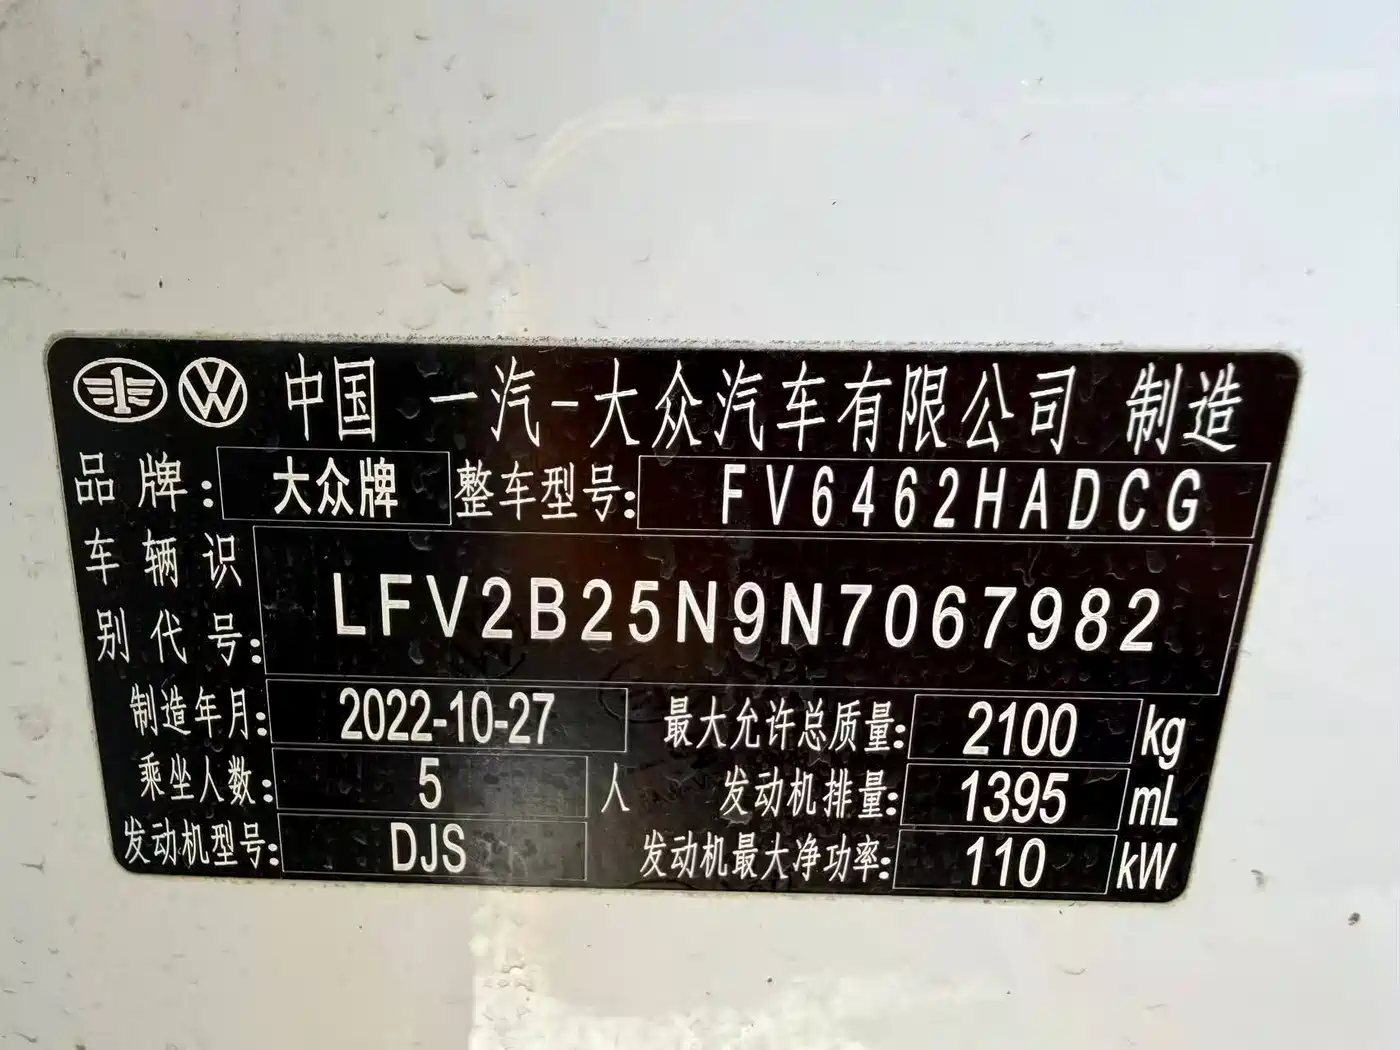 中国 一汽-大众汽车有限公司 制造
品牌: 大众牌 整车型号: FV6462HADCG
车辆识
别代号: LFV2B25N9N7067982
制造年月: 2022-10-27 最大允许总质量: 2100 kg
乘坐人数: 5 人 发动机排量: 1395 mL
发动机型号: DJS 发动机最大净功率: 110 kW